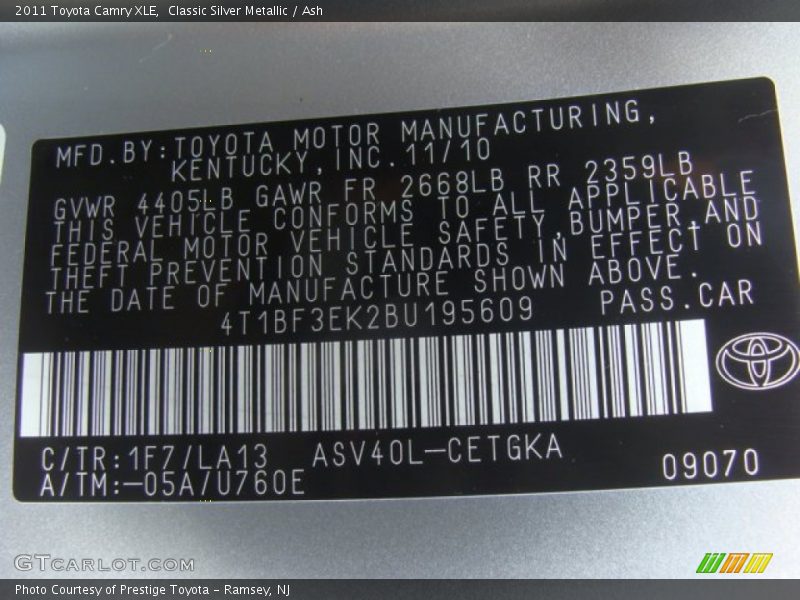 2011 Toyota Camry XLE,  Classic Silver Metallic / Ash
MFD.BY:TOYOTA MOTOR MANUFACTURING,
KENTUCKY,INC.11/10
GVWR 4405LB GAWR FR 2668LB RR 2359LB
THIS VEHICLE CONFORMS TO ALL APPLICABLE
FEDERAL MOTOR VEHICLE SAFETY,BUMPER,AND
THEFT PREVENTION STANDARDS IN EFFECT ON
THE DATE OF MANUFACTURE SHOWN ABOVE.
4T1BF3EK2BU195609 PASS.CAR
C/TR:1F7/LA13 ASV40L-CETGKA
A/TM:-05A/U760E 09070
GTCARLOT.COM
Photo Courtesy of Prestige Toyota - Ramsey, NJ